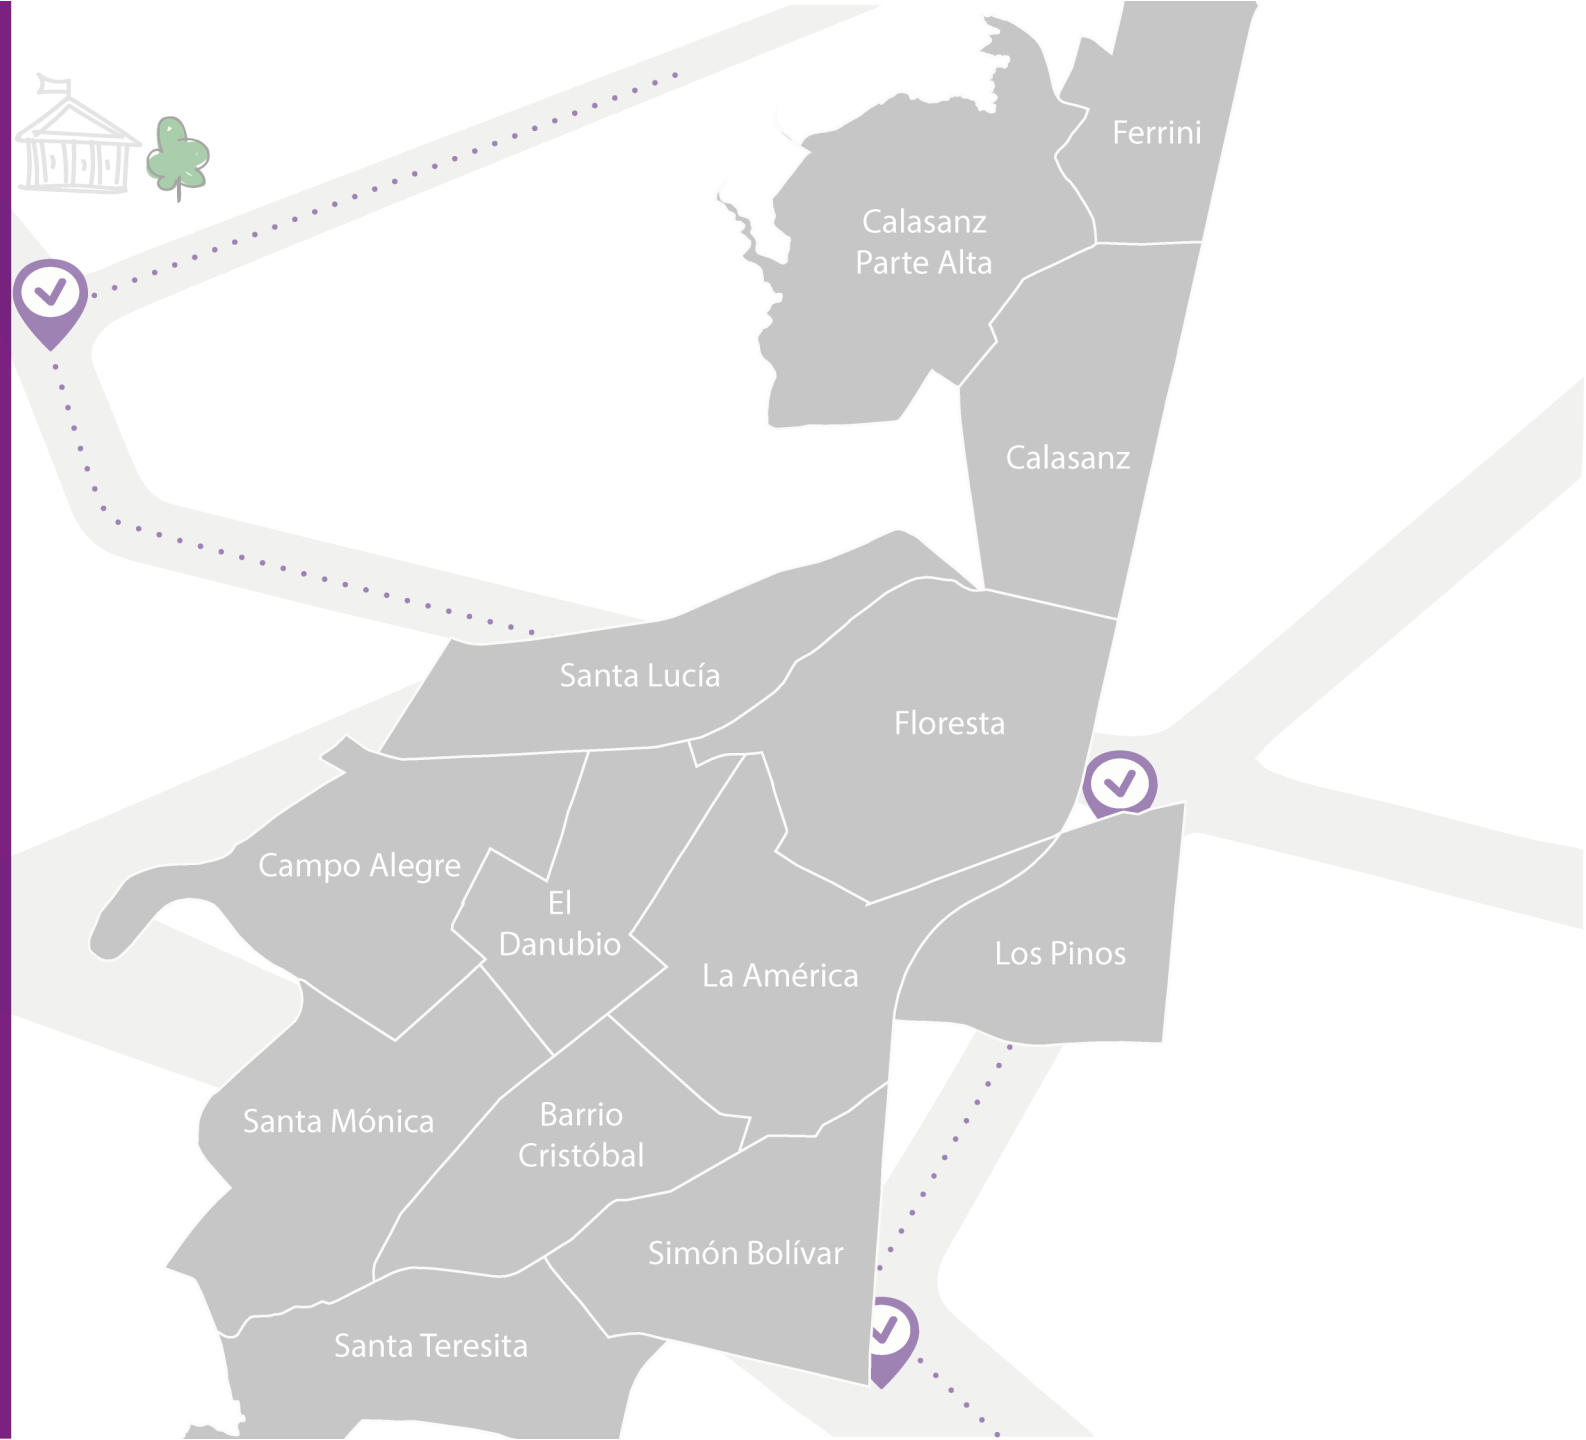 Ferrini
Calasanz
Parte Alta
Calasanz
Santa Lucía
Floresta
Campo Alegre
El
Danubio
Los Pinos
La América
Santa Mónica
Barrio
Cristóbal
Simón Bolívar
Santa Teresita